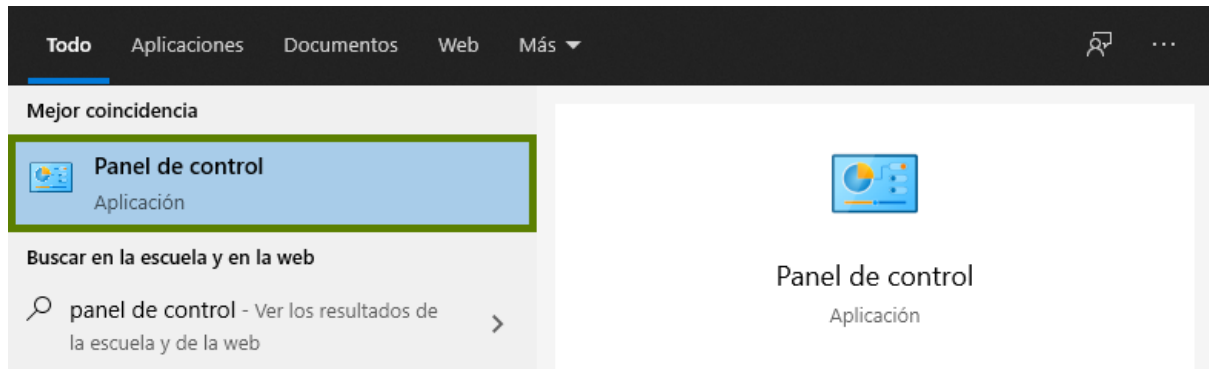 Todo Aplicaciones Documentos Web Más
Mejor coincidencia
Panel de control
Aplicación
Buscar en la escuela y en la web
panel de control - Ver los resultados de
la escuela y de la web
Panel de control
Aplicación